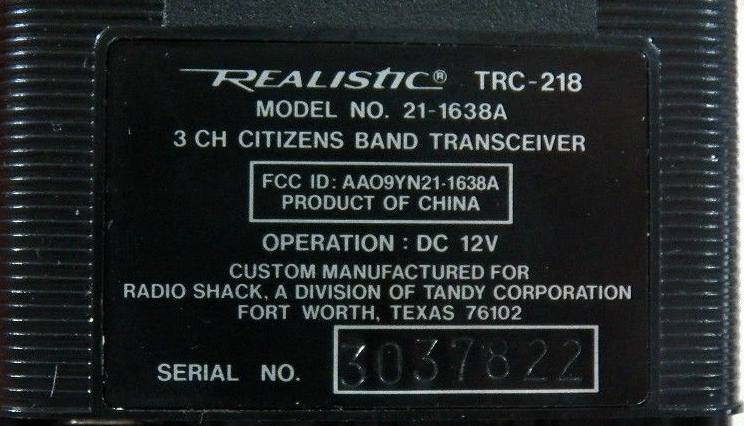 REALISTIC® TRC-218
MODEL NO. 21-1638A
3 CH CITIZENS BAND TRANSCEIVER
FCC ID: AAO9YN21-1638A
PRODUCT OF CHINA
OPERATION : DC 12V
CUSTOM MANUFACTURED FOR
RADIO SHACK, A DIVISION OF TANDY CORPORATION
FORT WORTH, TEXAS 76102
SERIAL NO. 3037822